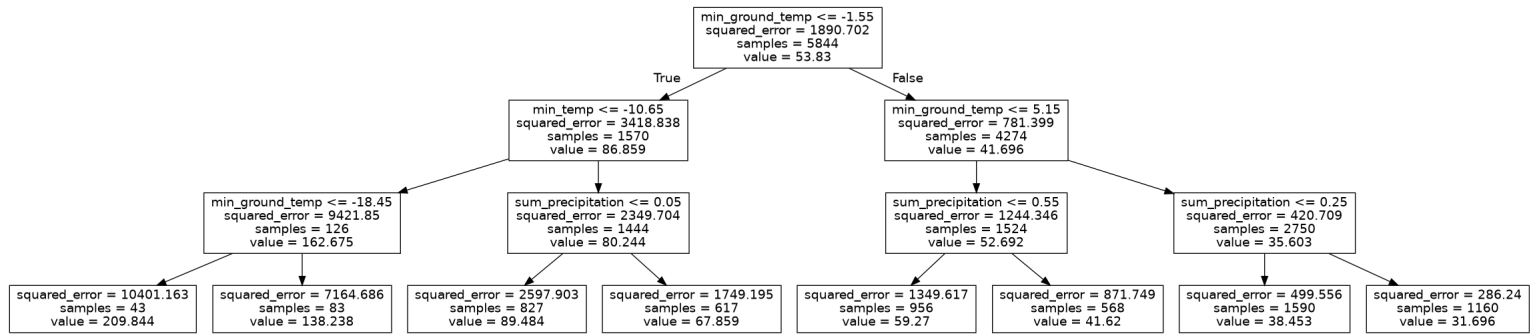 min_ground_temp <= -1.55
squared_error = 1890.702
samples = 5844
value = 53.83
True
False
min_temp <= -10.65
squared_error = 3418.838
samples = 1570
value = 86.859
min_ground_temp <= 5.15
squared_error = 781.399
samples = 4274
value = 41.696
min_ground_temp <= -18.45
squared_error = 9421.85
samples = 126
value = 162.675
sum_precipitation <= 0.05
squared_error = 2349.704
samples = 1444
value = 80.244
sum_precipitation <= 0.55
squared_error = 1244.346
samples = 1524
value = 52.692
sum_precipitation <= 0.25
squared_error = 420.709
samples = 2750
value = 35.603
squared_error = 10401.163
samples = 43
value = 209.844
squared_error = 7164.686
samples = 83
value = 138.238
squared_error = 2597.903
samples = 827
value = 89.484
squared_error = 1749.195
samples = 617
value = 67.859
squared_error = 1349.617
samples = 956
value = 59.27
squared_error = 871.749
samples = 568
value = 41.62
squared_error = 499.556
samples = 1590
value = 38.453
squared_error = 286.24
samples = 1160
value = 31.696